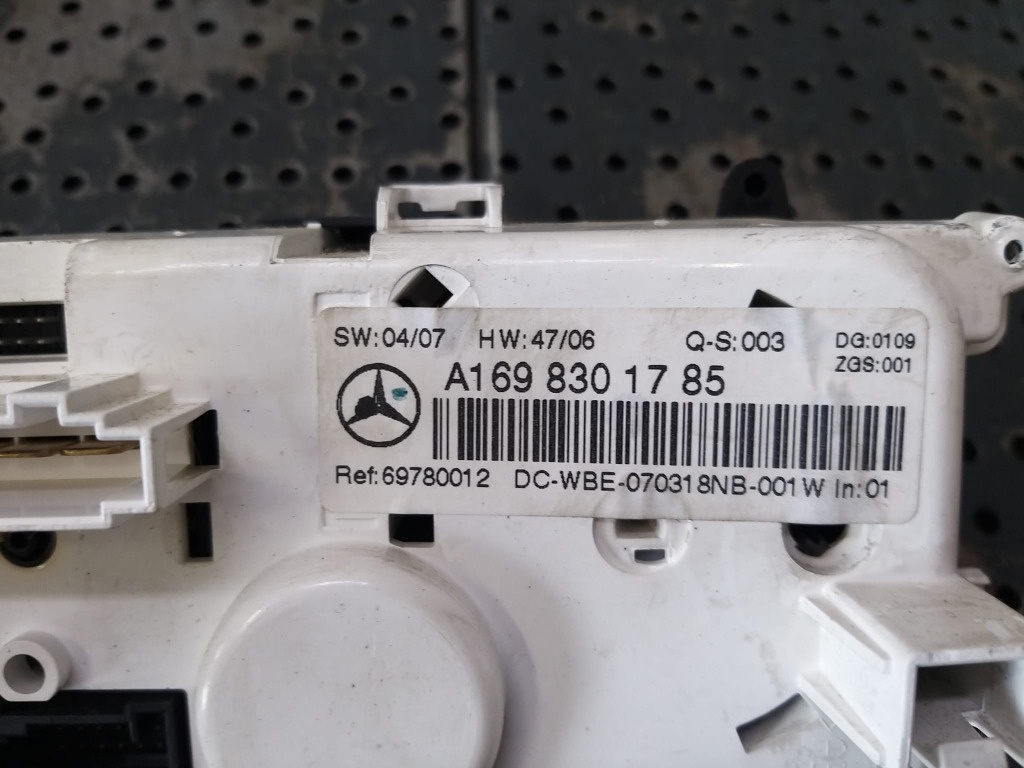 SW:04/07 HW:47/06 Q-S:003 DG:0109
ZGS:001
A169 830 17 85
Ref:69780012 DC-WBE-070318NB-001W In:01